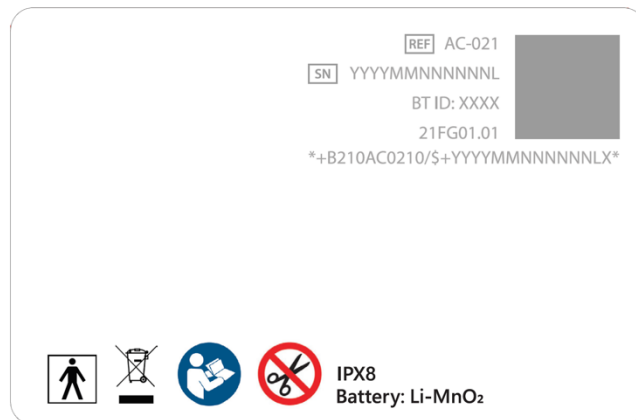 REF AC-021
SN YYYYMMNNNNNNL
BT ID: XXXX
21FG01.01
*+B210AC0210/$+YYYYMMNNNNNNLX*
IPX8
Battery: Li-MnO₂